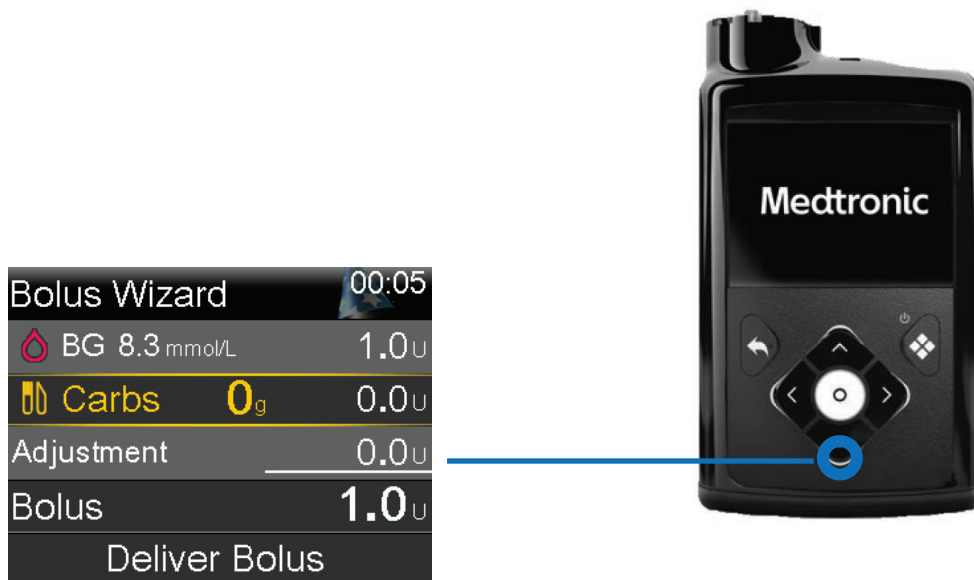 Medtronic
Bolus Wizard 00:05
BG 8.3 mmol/L 1.0 U
Carbs 0g 0.0 U
Adjustment 0.0 U
Bolus 1.0 U
Deliver Bolus